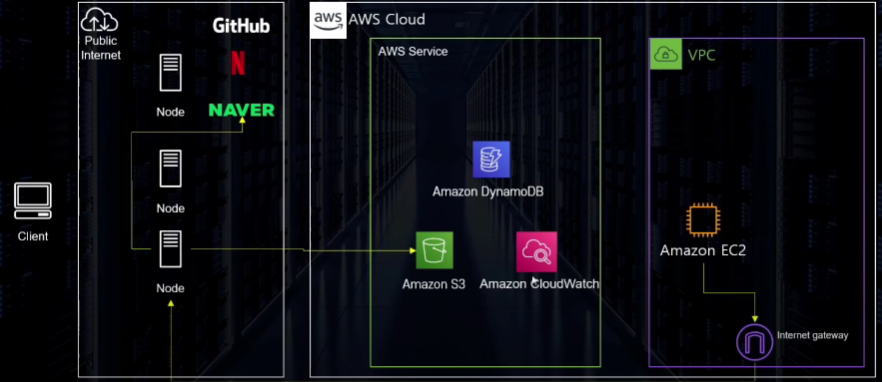 Public
Internet
GitHub
N
Node
NAVER
Node
Node
Client
aws
AWS Cloud
AWS Service
Amazon DynamoDB
Amazon S3
Amazon CloudWatch
VPC
Amazon EC2
Internet gateway